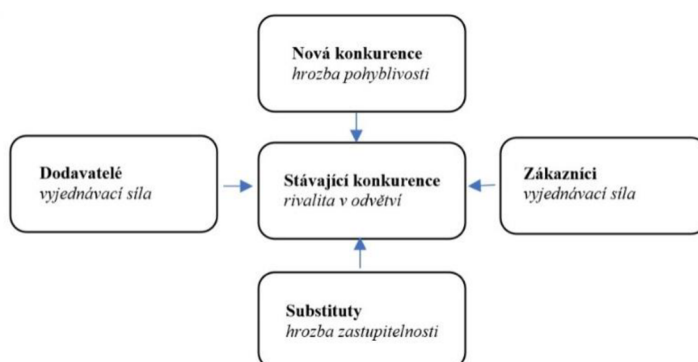 Nová konkurence
hrozba pohyblivosti
Dodavatelé
vyjednávací síla
Stávající konkurence
rivalita v odvětví
Zákazníci
vyjednávací síla
Substituty
hrozba zastupitelnosti